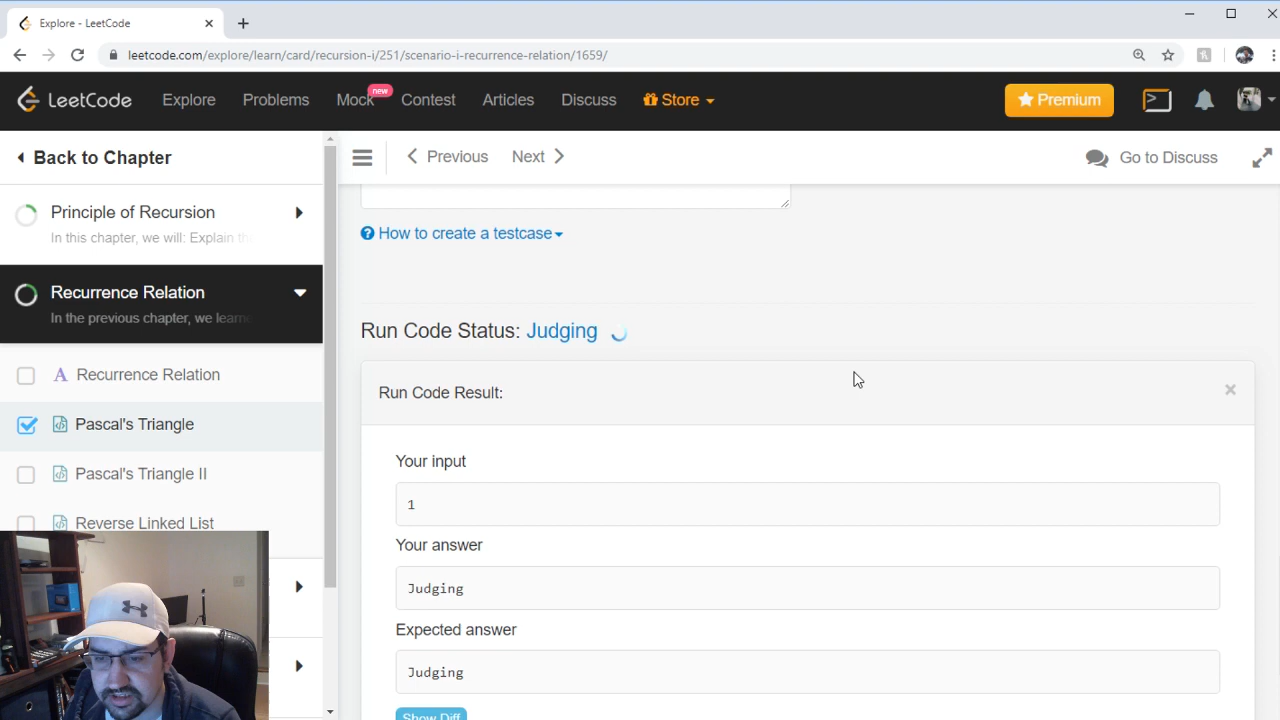 Explore - LeetCode
leetcode.com/explore/learn/card/recursion-i/251/scenario-i-recurrence-relation/1659/
LeetCode Explore Problems Mock new Contest Articles Discuss Store Premium
Back to Chapter
Previous Next Go to Discuss
Principle of Recursion
In this chapter, we will: Explain th
How to create a testcase
Recurrence Relation
In the previous chapter, we learne
Run Code Status: Judging
Recurrence Relation
Run Code Result:
Pascal's Triangle
Your input
Pascal's Triangle II
1
Reverse Linked List
Your answer
Judging
Expected answer
Judging
Show Diff